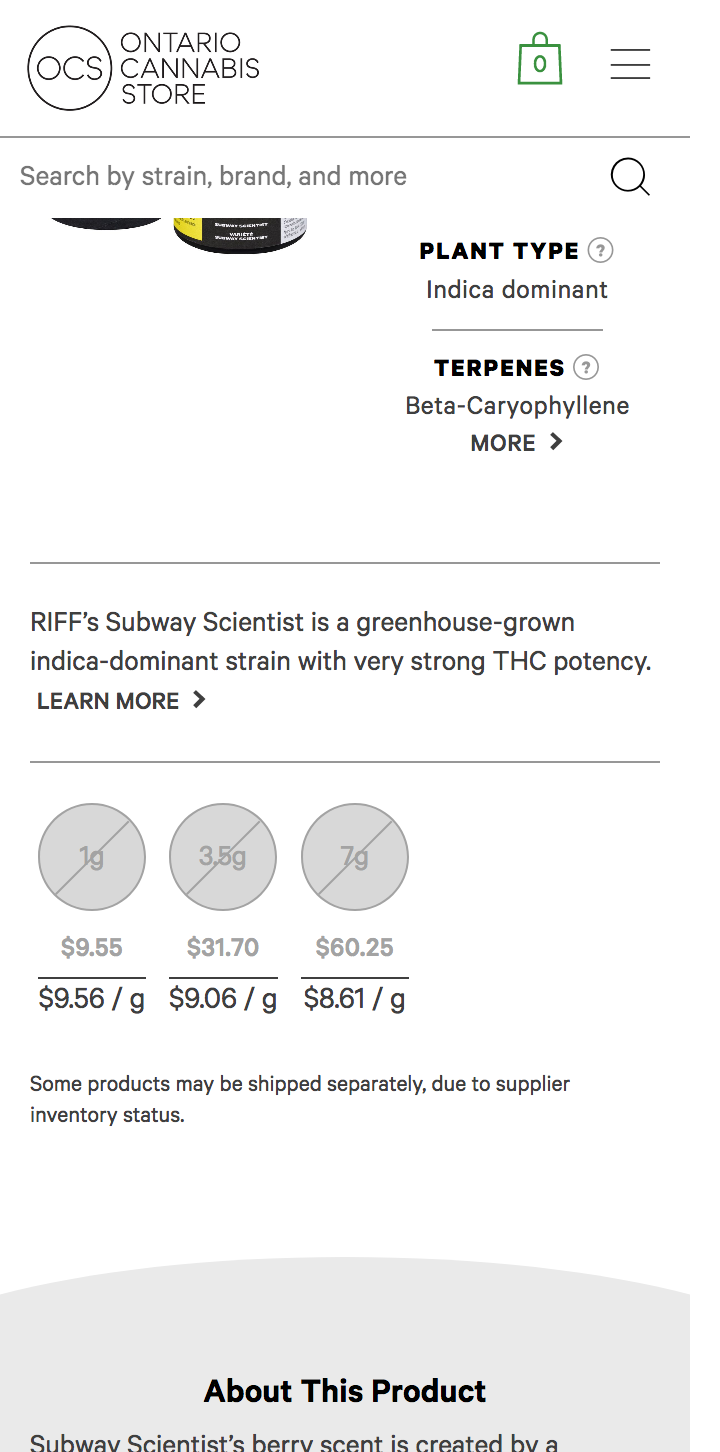 OCS
ONTARIO
CANNABIS
STORE
0
Search by strain, brand, and more
SUBWAY SCIENTIST
VARIÉTÉ
SUBWAY SCIENTIST
PLANT TYPE ?
Indica dominant
TERPENES ?
Beta-Caryophyllene
MORE
RIFF’s Subway Scientist is a greenhouse-grown
indica-dominant strain with very strong THC potency.
LEARN MORE
1g 3.5g 7g
$9.55 $31.70 $60.25
$9.56 / g $9.06 / g $8.61 / g
Some products may be shipped separately, due to supplier
inventory status.
About This Product
Subway Scientist’s berry scent is created by a